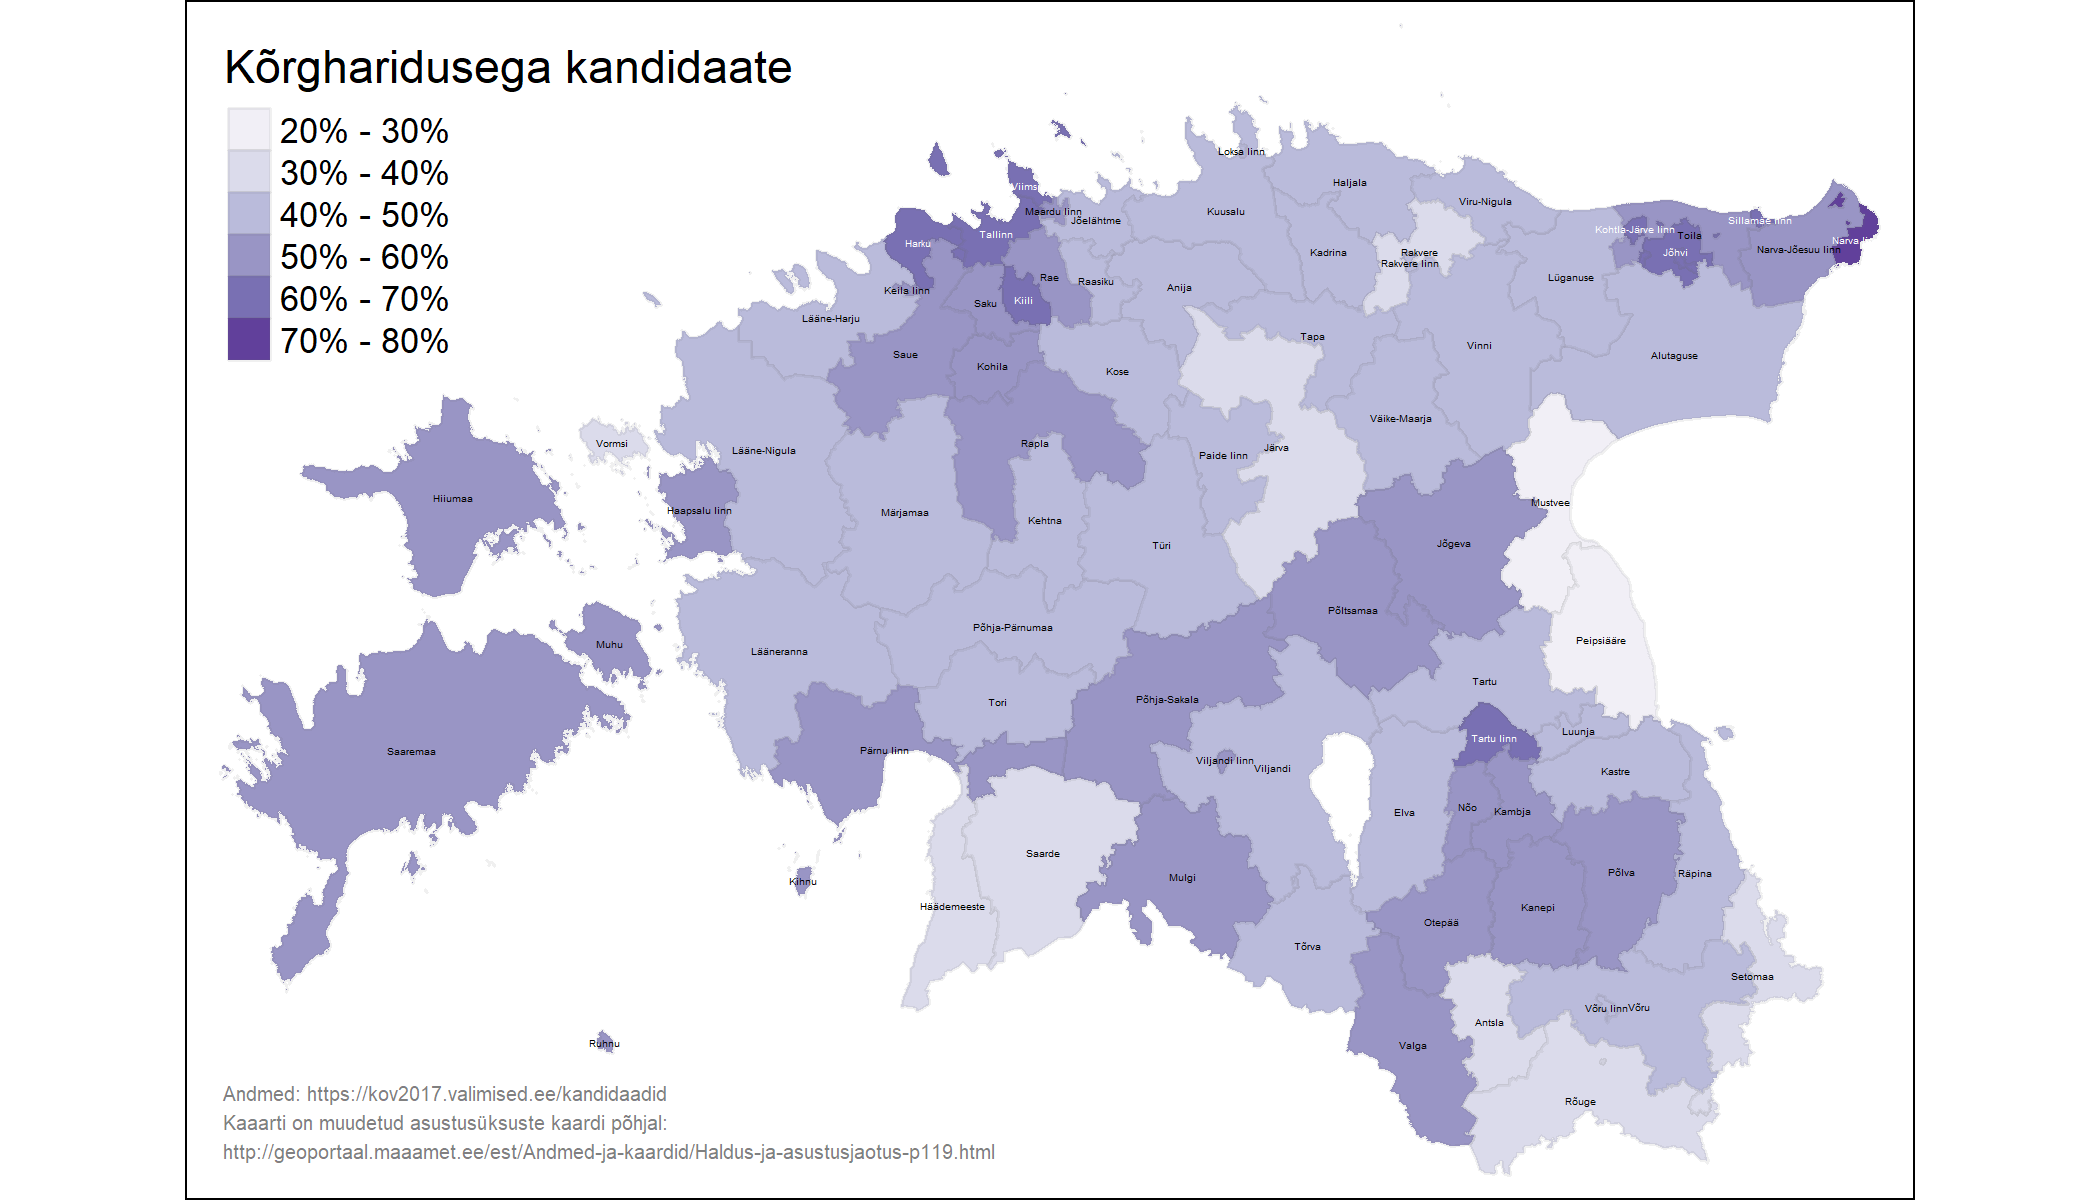 Kõrgharidusega kandidaate
20% - 30%
30% - 40%
40% - 50%
50% - 60%
60% - 70%
70% - 80%
Loksa linn
Haljala
Viimsi
Viru-Nigula
Maardu linn
Jõelähtme
Kuusalu
Sillamäe linn
Kohtla-Järve linn
Toila
Tallinn
Harku
Narva linn
Narva-Jõesuu linn
Jõhvi
Kadrina
Rakvere
Rakvere linn
Rae
Raasiku
Lüganuse
Anija
Keila linn
Saku
Kiili
Lääne-Harju
Tapa
Vinni
Saue
Alutaguse
Kohila
Kose
Väike-Maarja
Vormsi
Rapla
Järva
Lääne-Nigula
Paide linn
Hiiumaa
Mustvee
Haapsalu linn
Märjamaa
Kehtna
Türi
Jõgeva
Põltsamaa
Põhja-Pärnumaa
Peipsiääre
Muhu
Lääneranna
Tartu
Põhja-Sakala
Tori
Luunja
Tartu linn
Saaremaa
Pärnu linn
Viljandi linn
Viljandi
Kastre
Nõo
Kambja
Elva
Saarde
Põlva
Räpina
Mulgi
Kihnu
Häädemeeste
Kanepi
Otepää
Tõrva
Setomaa
Võru linn
Võru
Antsla
Ruhnu
Valga
Rõuge
Andmed: https://kov2017.valimised.ee/kandidaadid
Kaaarti on muudetud asustusüksuste kaardi põhjal:
http://geoportaal.maaamet.ee/est/Andmed-ja-kaardid/Haldus-ja-asustusjaotus-p119.html